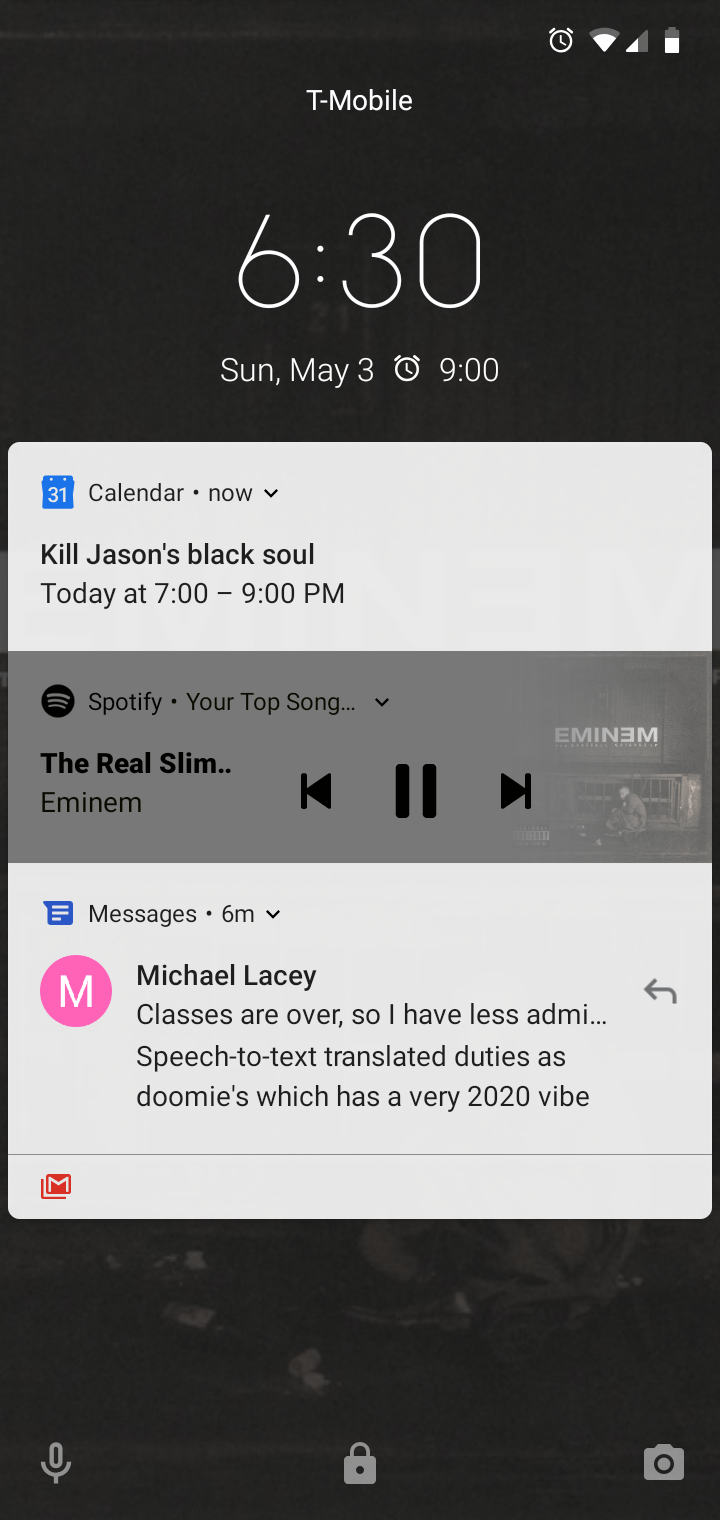 T-Mobile
6:30
Sun, May 3 9:00
31 Calendar • now
Kill Jason's black soul
Today at 7:00 – 9:00 PM
Spotify • Your Top Song...
The Real Slim..
Eminem
EMINƎM
Messages • 6m
M
Michael Lacey
Classes are over, so I have less admi...
Speech-to-text translated duties as
doomie's which has a very 2020 vibe